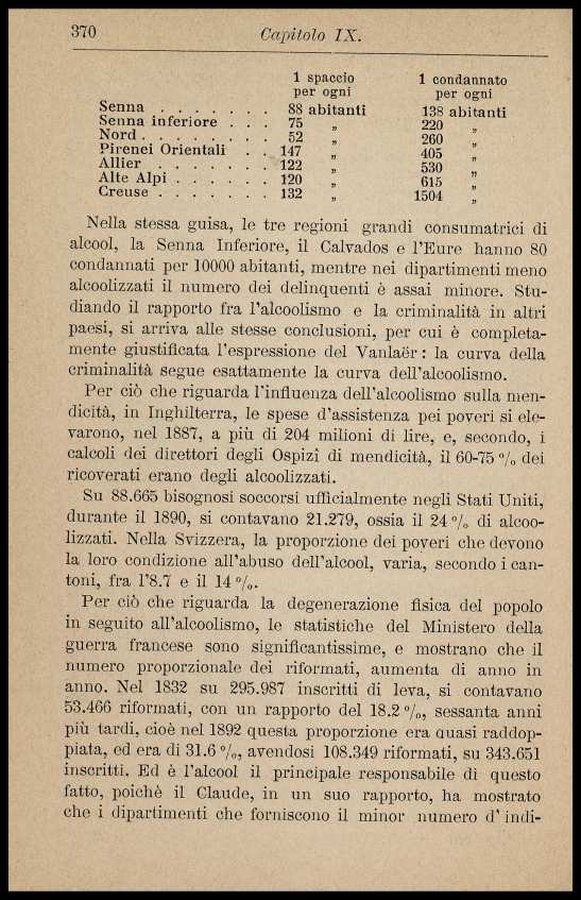 370 Capitolo IX.
1 spaccio 1 condannato
per ogni per ogni
Senna . . . . . . . 88 abitanti 138 abitanti
Senna inferiore . . . 75 „ 220 „
Nord . . . . . . . 52 „ 260 „
Pirenei Orientali . . 147 „ 405 „
Allier . . . . . . . 122 „ 530 „
Alte Alpi . . . . . . 120 „ 615 „
Creuse . . . . . . . 132 „ 1504 „
Nella stessa guisa, le tre regioni grandi consumatrici di
alcool, la Senna Inferiore, il Calvados e l'Eure hanno 80
condannati per 10000 abitanti, mentre nei dipartimenti meno
alcoolizzati il numero dei delinquenti è assai minore. Stu-
diando il rapporto fra l'alcoolismo e la criminalità in altri
paesi, si arriva alle stesse conclusioni, per cui è completa-
mente giustificata l'espressione del Vanlaër : la curva della
criminalità segue esattamente la curva dell'alcoolismo.
Per ciò che riguarda l'influenza dell'alcoolismo sulla men-
dicità, in Inghilterra, le spese d'assistenza pei poveri si ele-
varono, nel 1887, a più di 204 milioni di lire, e, secondo, i
calcoli dei direttori degli Ospizi di mendicità, il 60-75 % dei
ricoverati erano degli alcoolizzati.
Su 88.665 bisognosi soccorsi ufficialmente negli Stati Uniti,
durante il 1890, si contavano 21.279, ossia il 24 % di alcoo-
lizzati. Nella Svizzera, la proporzione dei poveri che devono
la loro condizione all'abuso dell'alcool, varia, secondo i can-
toni, fra l'8.7 e il 14 %.
Per ciò che riguarda la degenerazione fisica del popolo
in seguito all'alcoolismo, le statistiche del Ministero della
guerra francese sono significantissime, e mostrano che il
numero proporzionale dei riformati, aumenta di anno in
anno. Nel 1832 su 295.987 inscritti di leva, si contavano
53.466 riformati, con un rapporto del 18.2 %, sessanta anni
più tardi, cioè nel 1892 questa proporzione era quasi raddop-
piata, ed era di 31.6 %, avendosi 108.349 riformati, su 343.651
inscritti. Ed è l'alcool il principale responsabile di questo
fatto, poichè il Claude, in un suo rapporto, ha mostrato
che i dipartimenti che forniscono il minor numero d'indi-